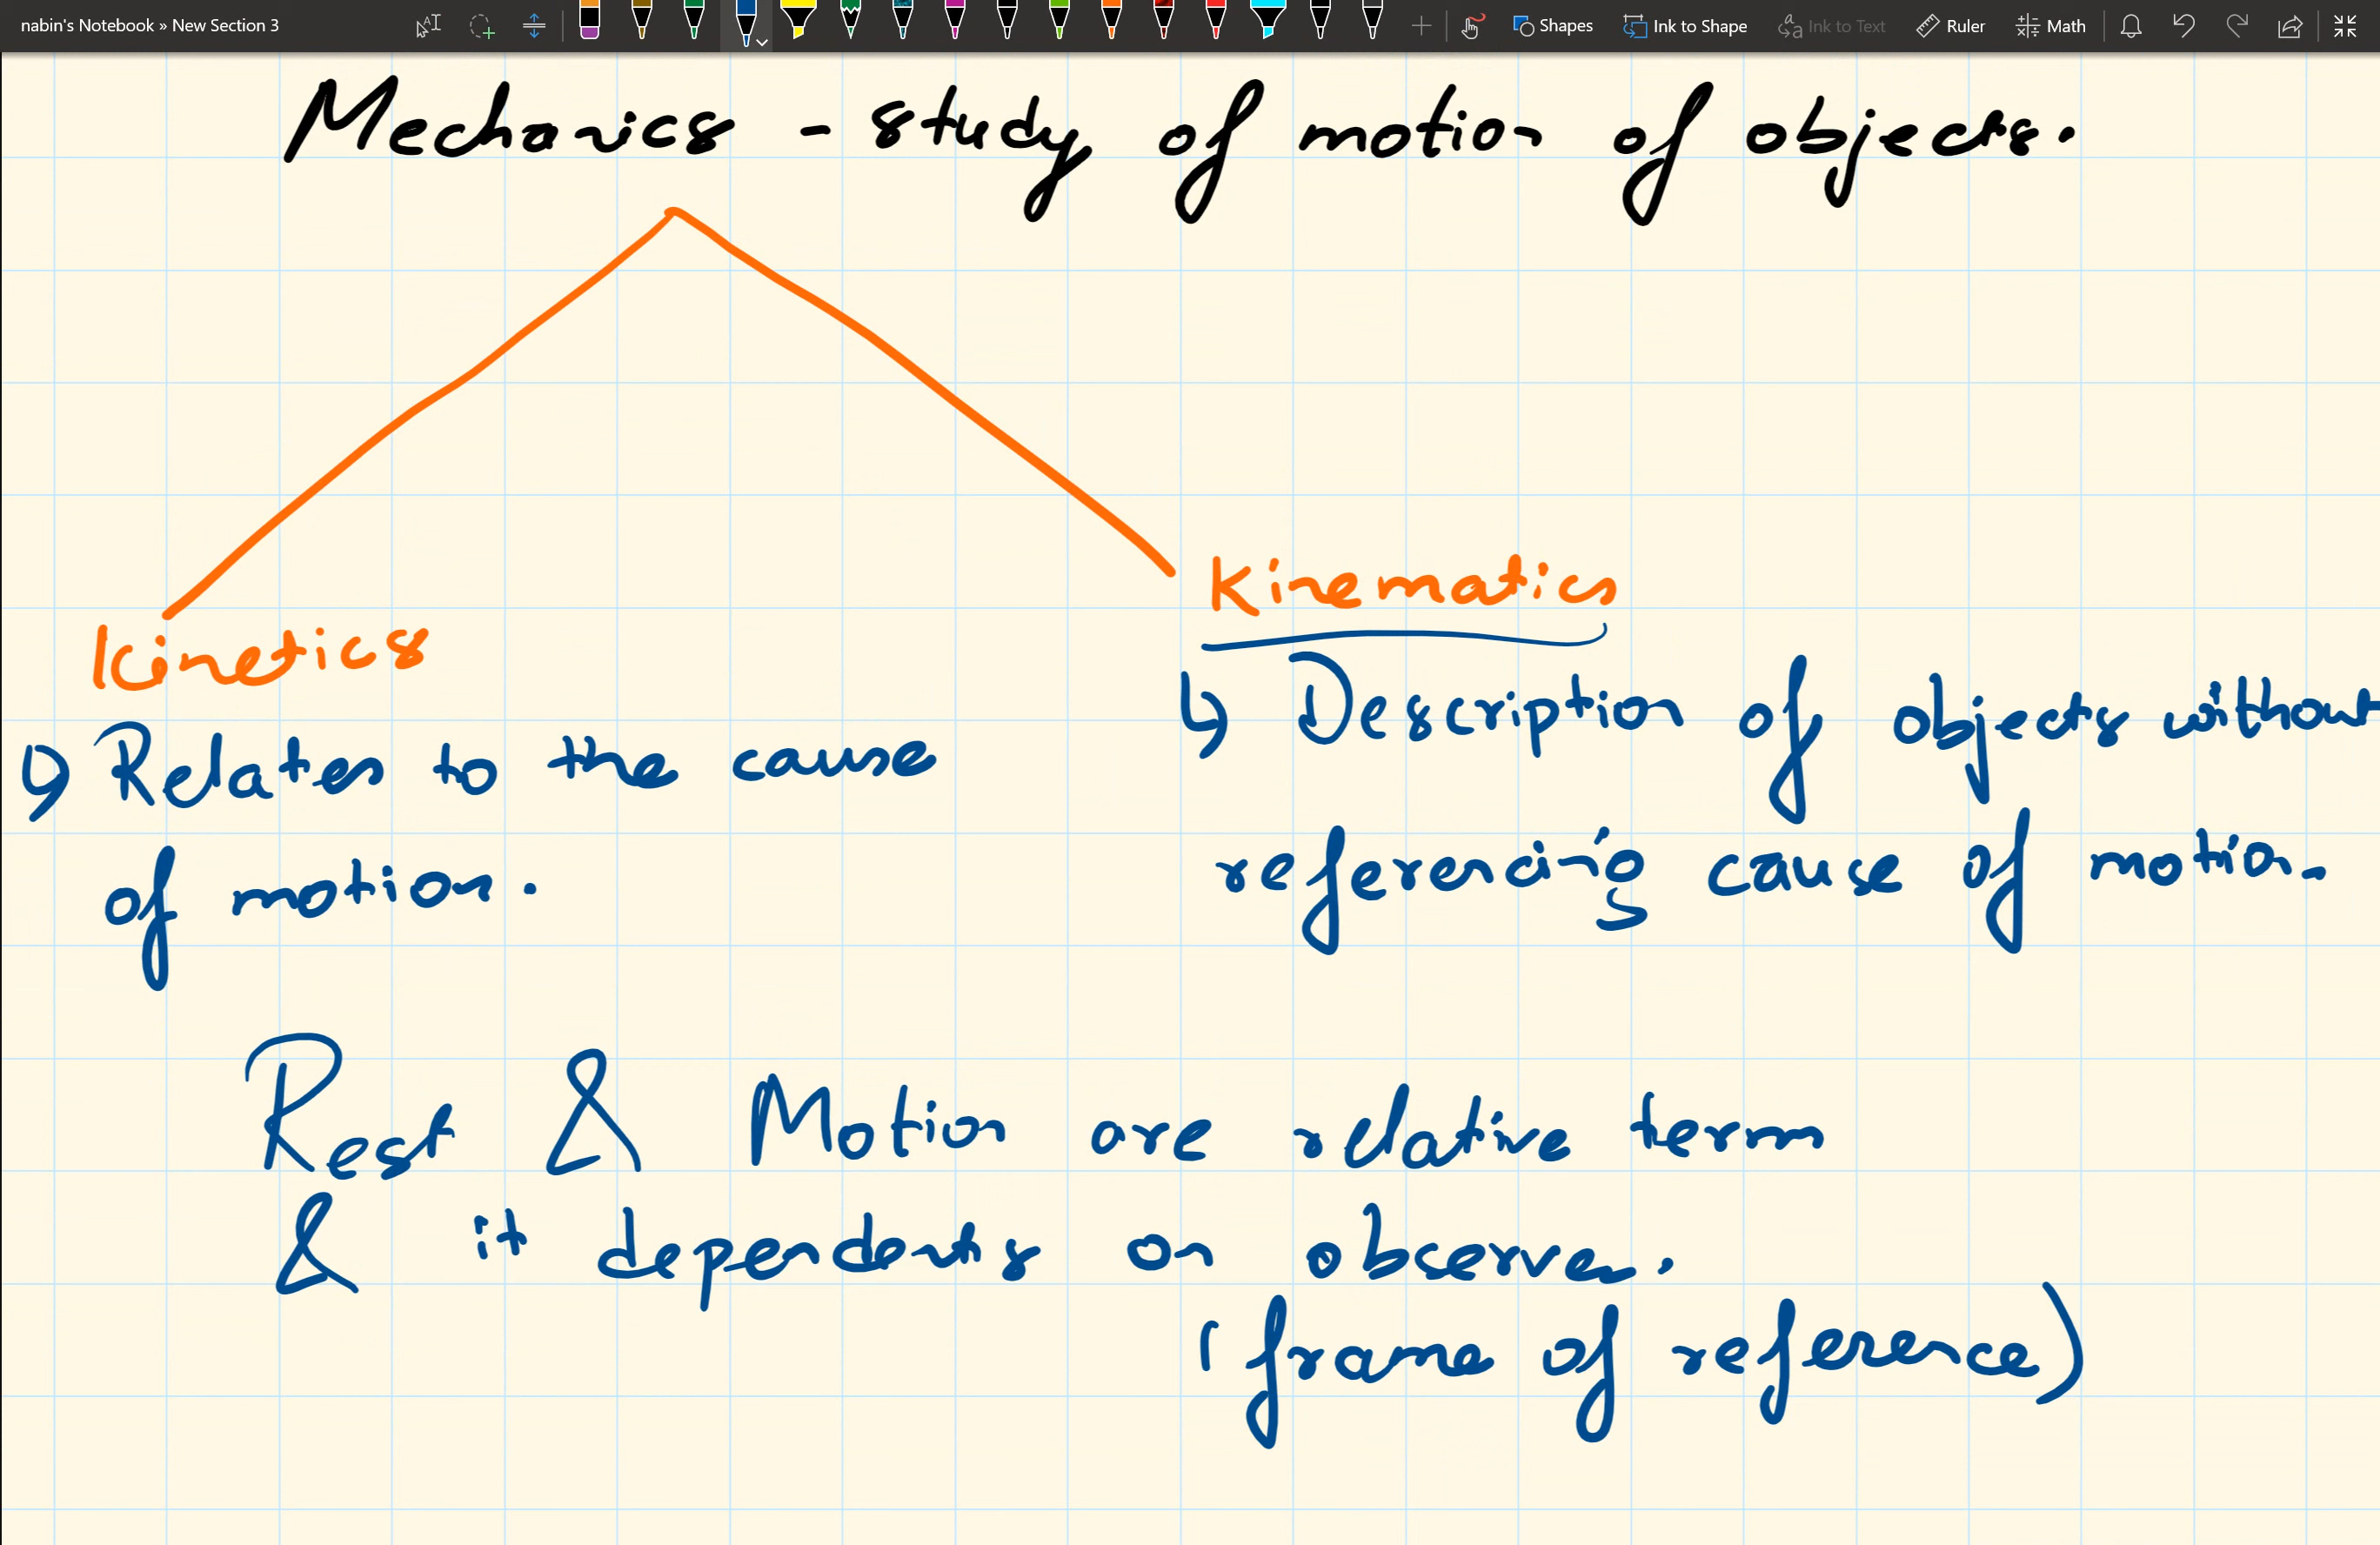 nabin's Notebook » New Section 3
Shapes Ink to Shape Ink to Text Ruler Math
Mechanics - study of motion of objects.
Kinetics
Kinematics
↳ Relates to the cause
of motion.
↳ Description of objects without
referencing cause of motion.
Rest & Motion are relative term
& it dependents on observer.
(frame of reference)